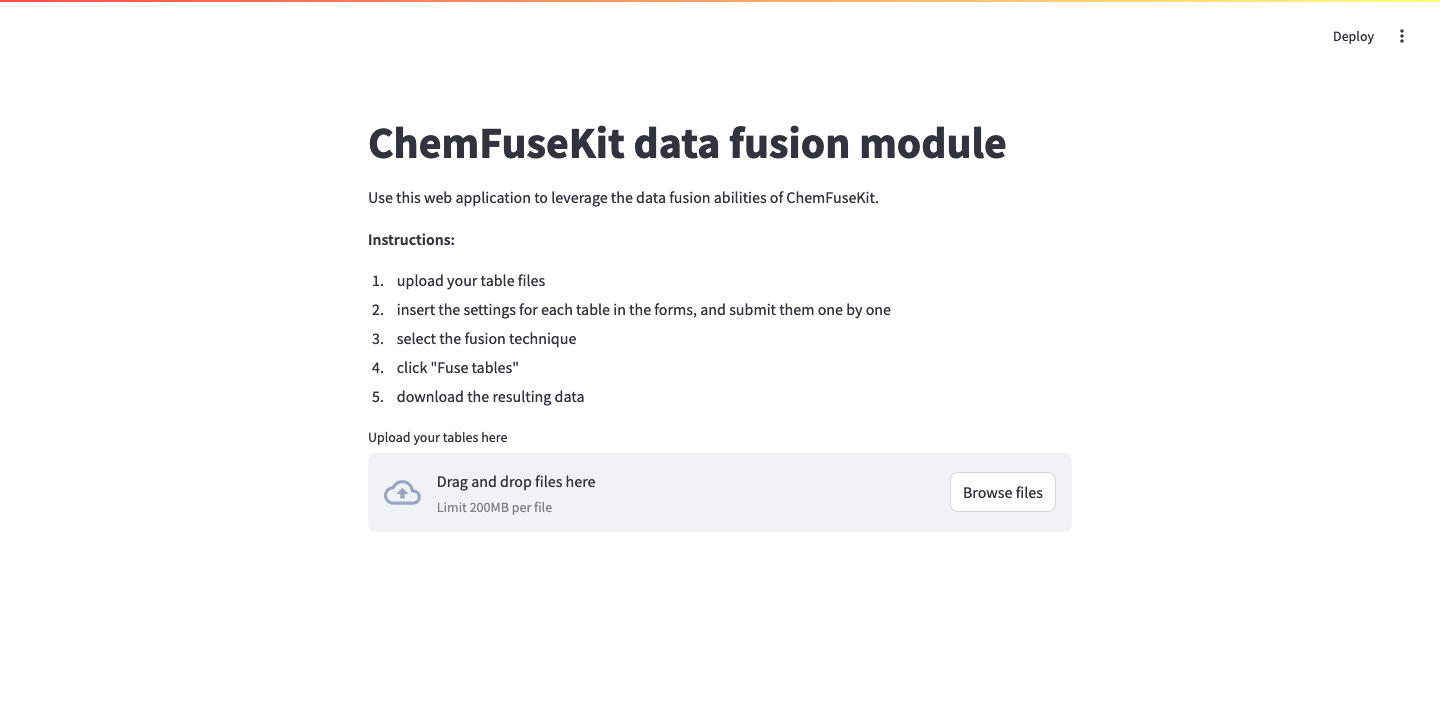 Deploy
ChemFuseKit data fusion module
Use this web application to leverage the data fusion abilities of ChemFuseKit.
Instructions:
1. upload your table files
2. insert the settings for each table in the forms, and submit them one by one
3. select the fusion technique
4. click "Fuse tables"
5. download the resulting data
Upload your tables here
Drag and drop files here
Limit 200MB per file
Browse files